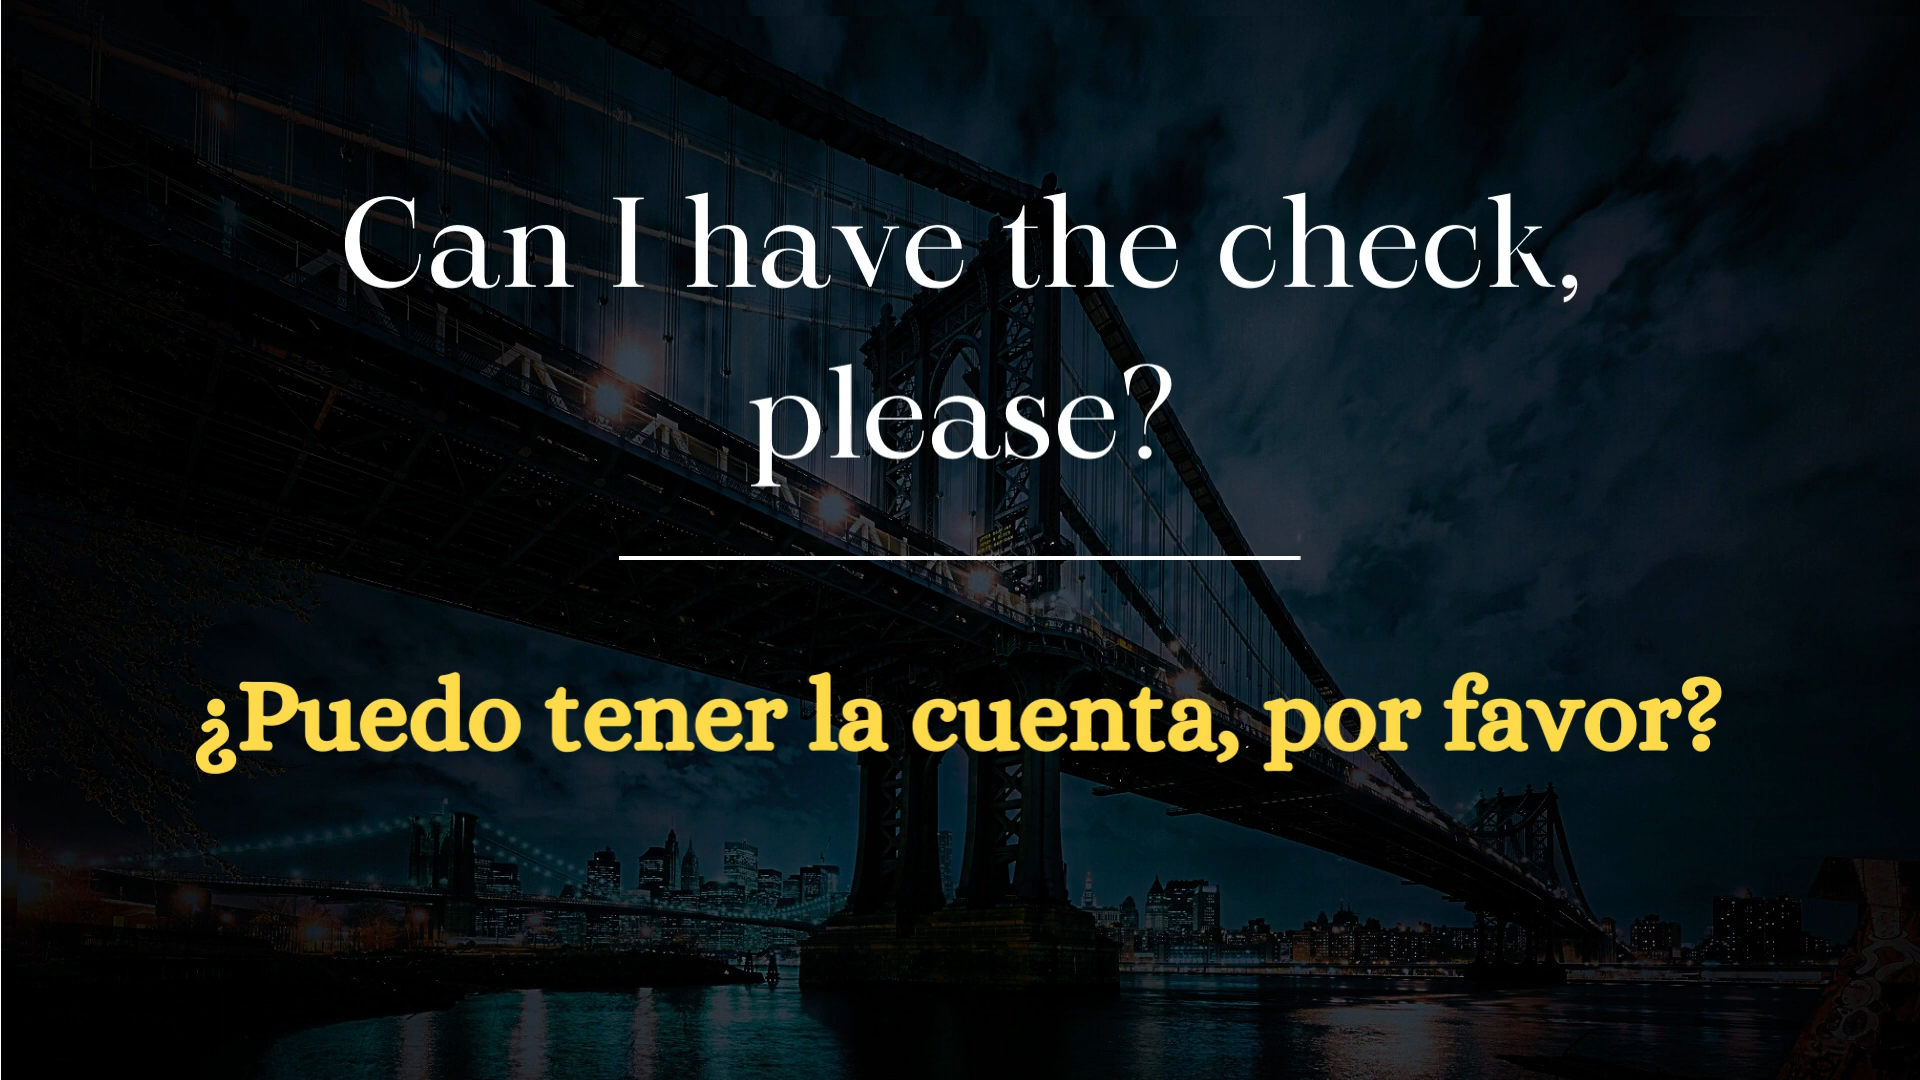 Can I have the check,
please?
¿Puedo tener la cuenta, por favor?